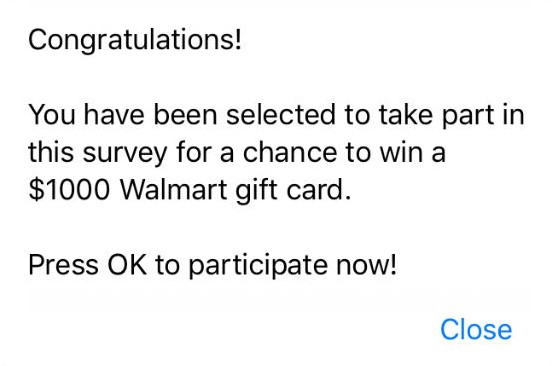 Congratulations!
You have been selected to take part in
this survey for a chance to win a
$1000 Walmart gift card.
Press OK to participate now!
Close